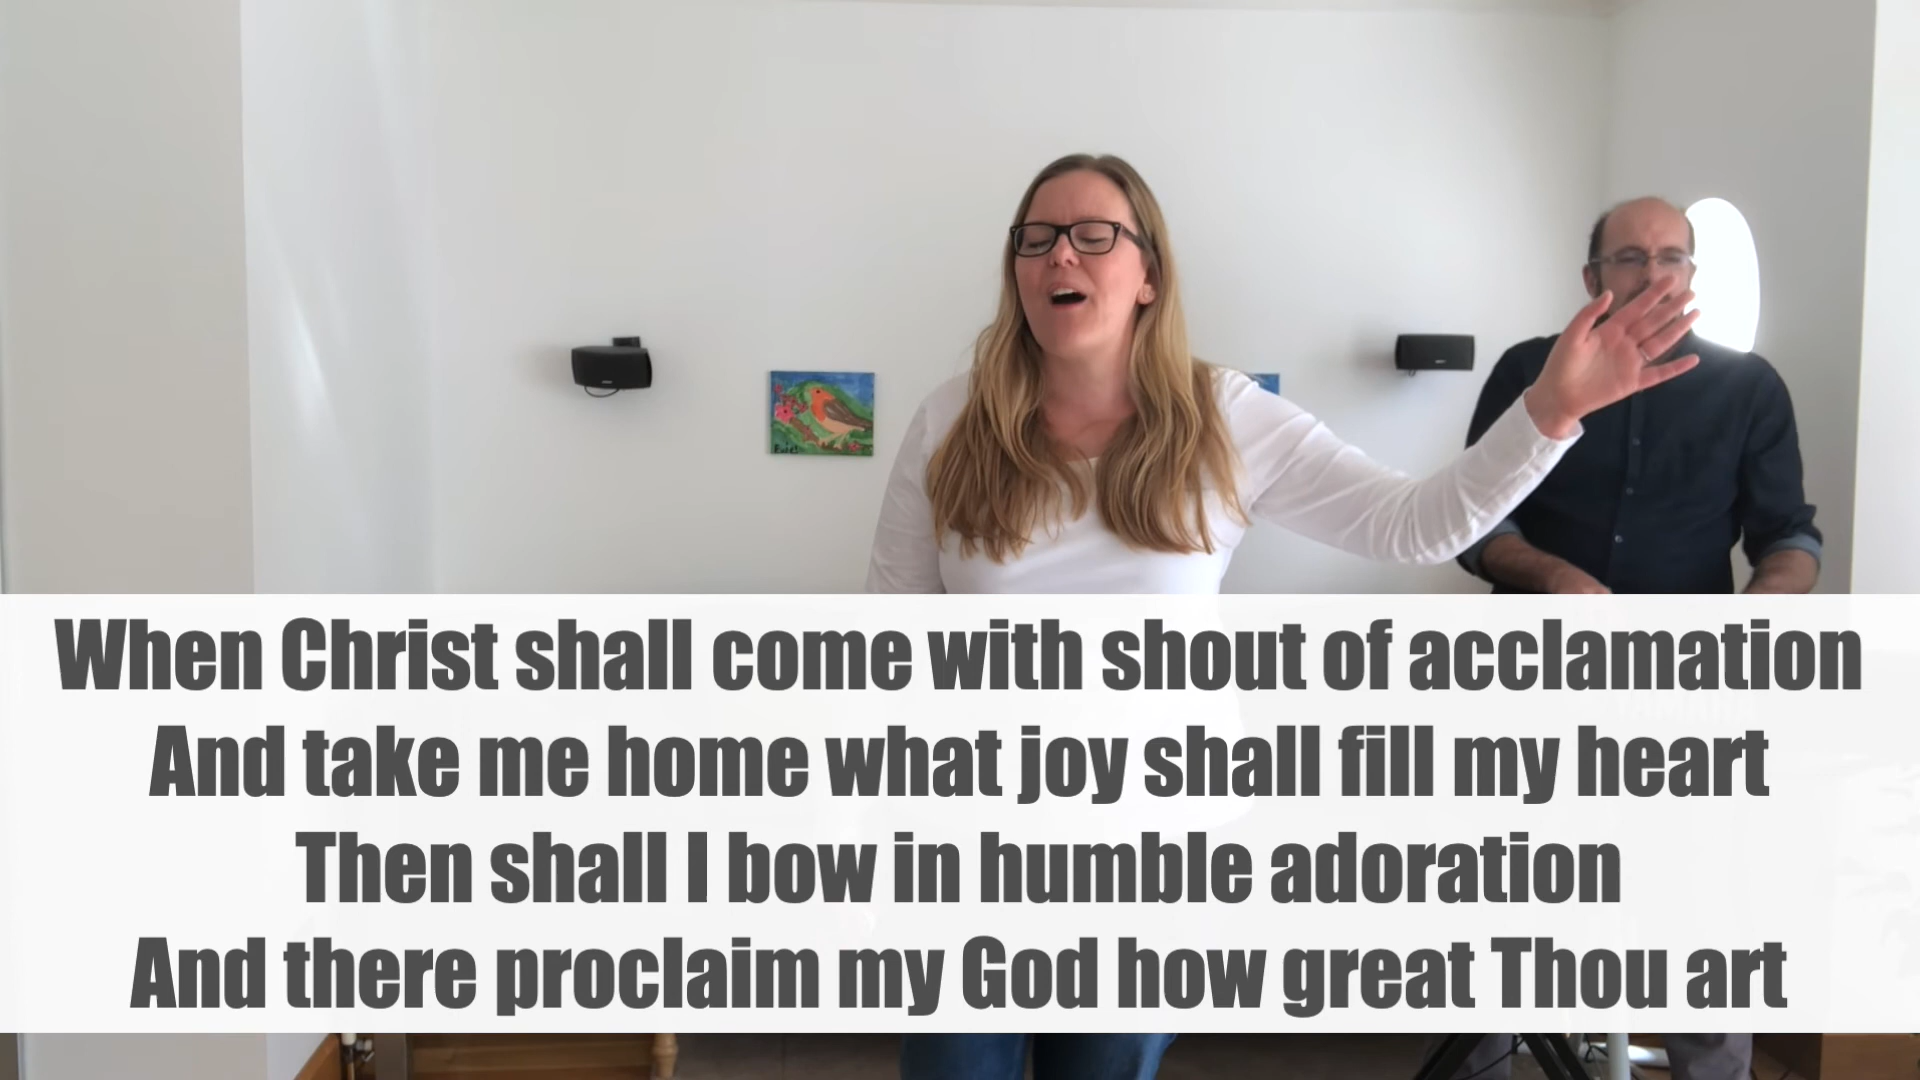 Evie!
When Christ shall come with shout of acclamation
And take me home what joy shall fill my heart
Then shall I bow in humble adoration
And there proclaim my God how great Thou art